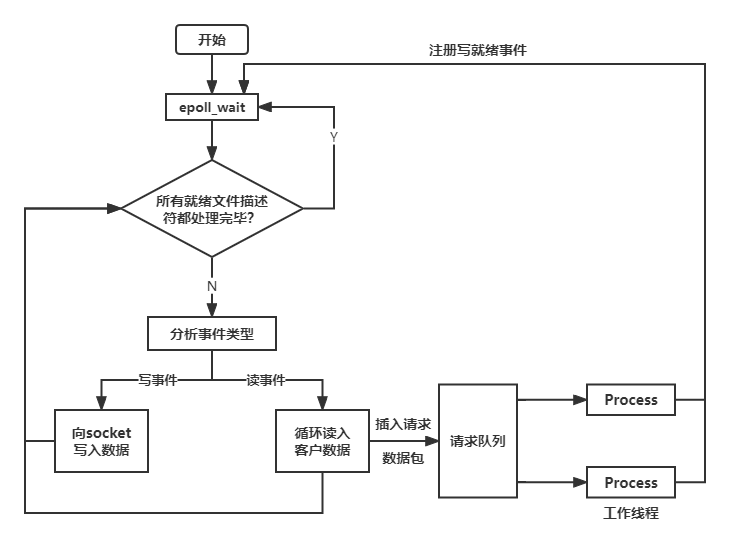 开始
注册写就绪事件
epoll_wait
Y
所有就绪文件描述
符都处理完毕?
N
分析事件类型
写事件
读事件
向socket
写入数据
循环读入
客户数据
插入请求
数据包
请求队列
Process
Process
工作线程